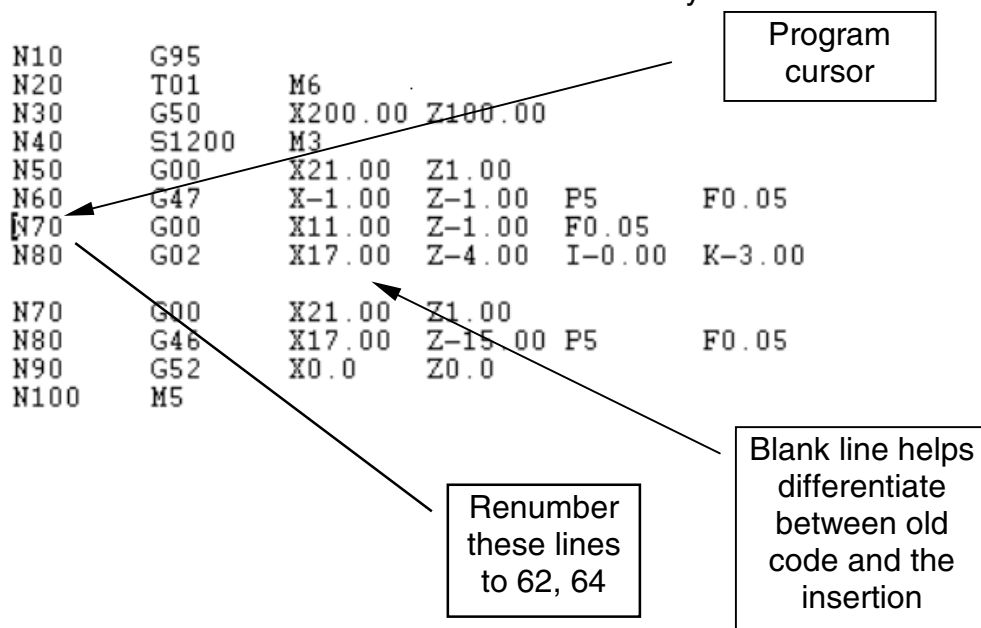 y
Program
cursor
N10 G95
N20 T01 M6
N30 G50 X200.00 Z100.00
N40 S1200 M3
N50 G00 X21.00 Z1.00
N60 G47 X-1.00 Z-1.00 P5 F0.05
[N70 G00 X11.00 Z-1.00 F0.05
N80 G02 X17.00 Z-4.00 I-0.00 K-3.00
N70 G00 X21.00 Z1.00
N80 G46 X17.00 Z-15.00 P5 F0.05
N90 G52 X0.0 Z0.0
N100 M5
Renumber
these lines
to 62, 64
Blank line helps
differentiate
between old
code and the
insertion